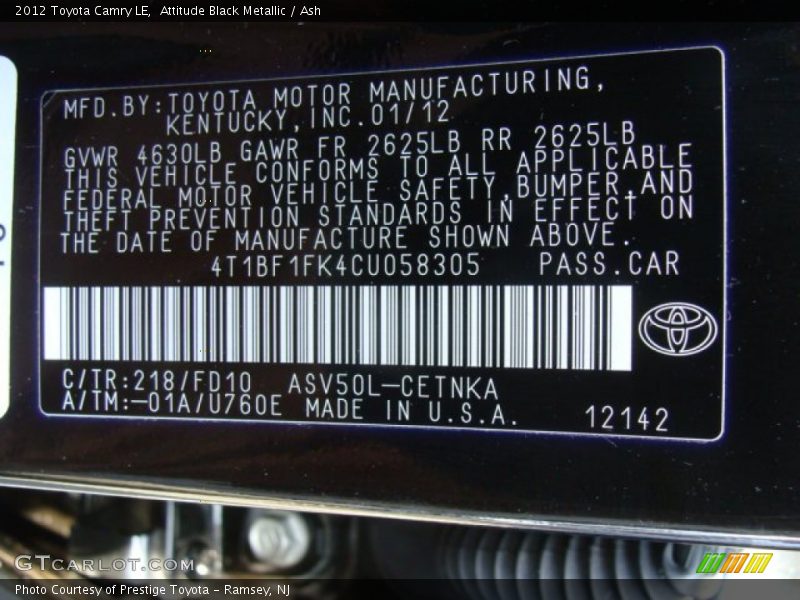 2012 Toyota Camry LE,  Attitude Black Metallic / Ash
MFD.BY:TOYOTA MOTOR MANUFACTURING,
KENTUCKY,INC.01/12
GVWR 4630LB GAWR FR 2625LB RR 2625LB
THIS VEHICLE CONFORMS TO ALL APPLICABLE
FEDERAL MOTOR VEHICLE SAFETY,BUMPER,AND
THEFT PREVENTION STANDARDS IN EFFECT ON
THE DATE OF MANUFACTURE SHOWN ABOVE.
4T1BF1FK4CU058305 PASS.CAR
C/TR:218/FD10 ASV50L-CETNKA
A/TM:-01A/U760E MADE IN U.S.A. 12142
GTCARLOT.COM
Photo Courtesy of Prestige Toyota - Ramsey, NJ